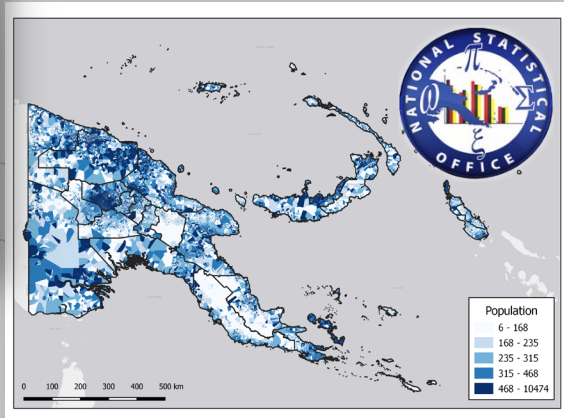 NATIONAL STATISTICAL
OFFICE
π
Σ
ξ
Population
6 - 168
168 - 235
235 - 315
315 - 468
468 - 10474
0 100 200 300 400 500 km